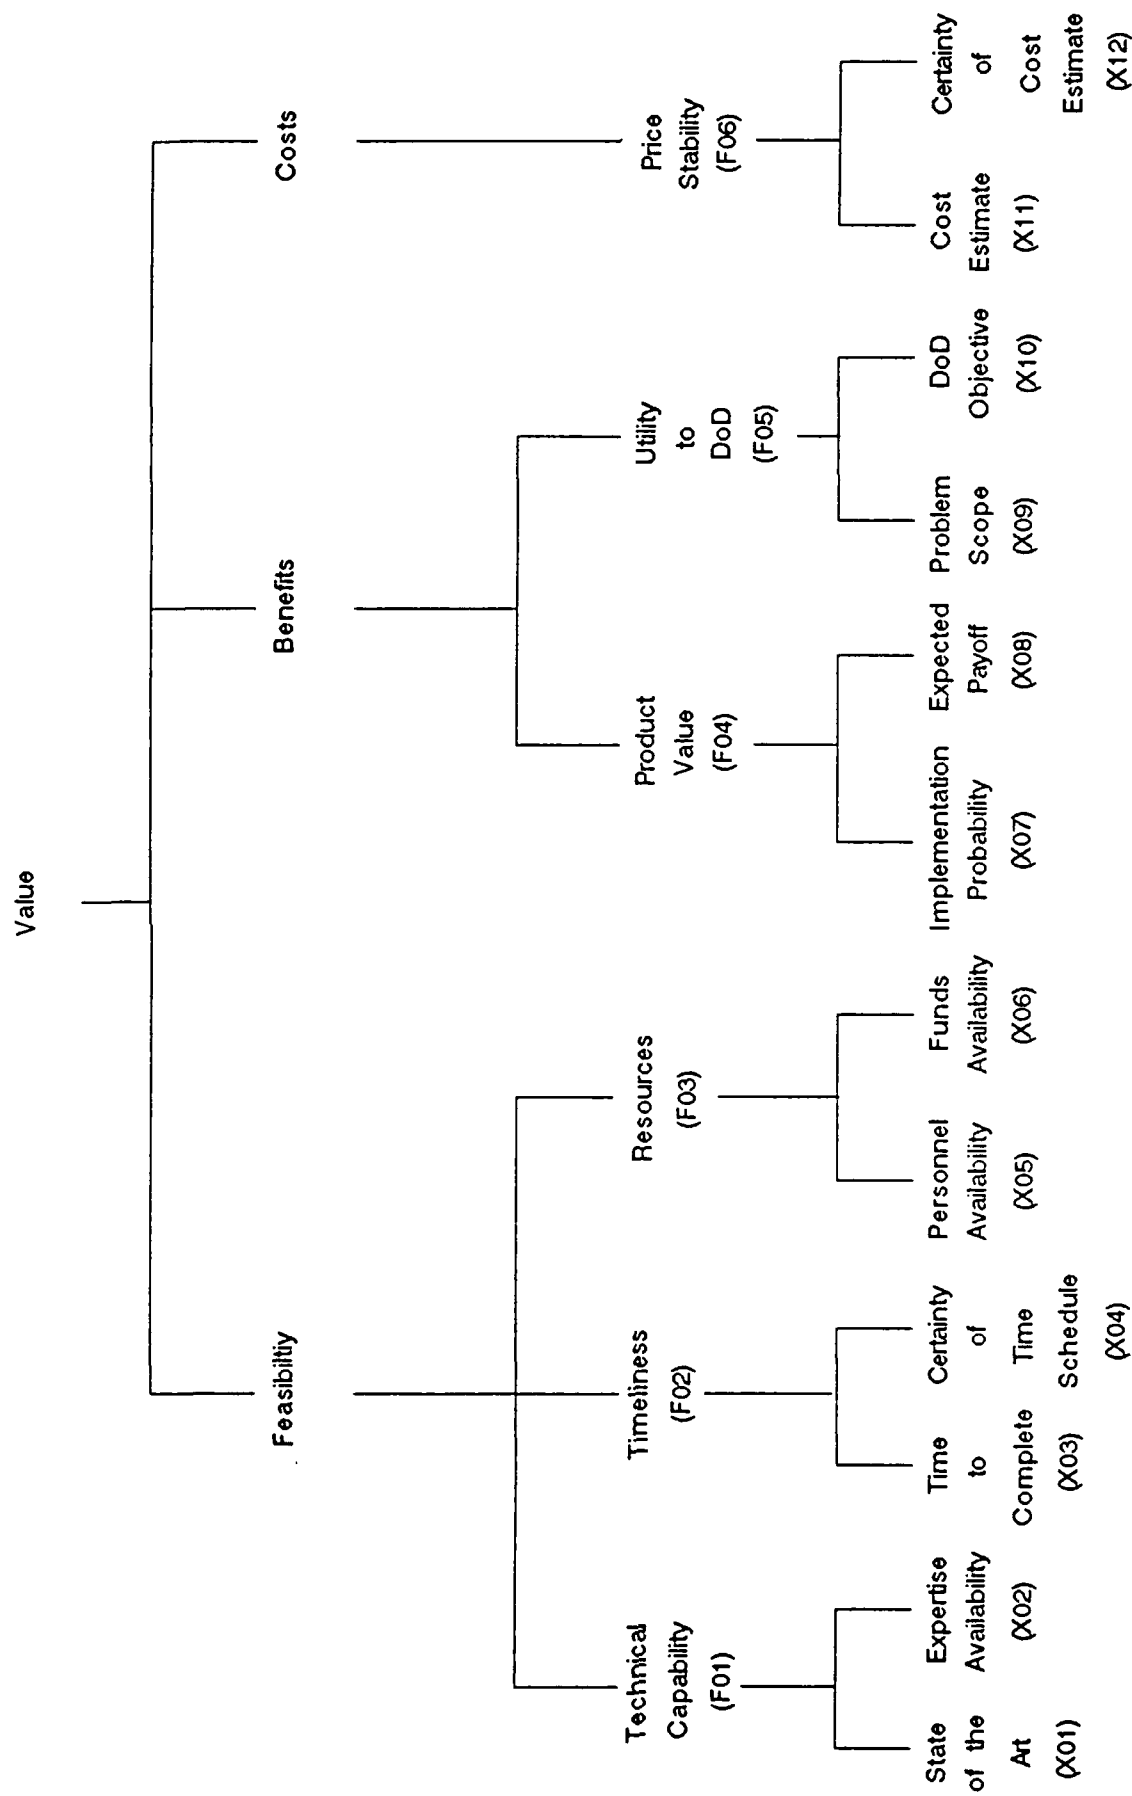 Value
Feasibiltiy
Benefits
Costs
Technical
Capability
(F01)
Timeliness
(F02)
Resources
(F03)
Product
Value
(F04)
Utility
to
DoD
(F05)
Price
Stability
(F06)
State
of the
Art
(X01)
Expertise
Availability
(X02)
Time
to
Complete
(X03)
Certainty
of
Time
Schedule
(X04)
Personnel
Availability
(X05)
Funds
Availability
(X06)
Implementation
Probability
(X07)
Expected
Payoff
(X08)
Problem
Scope
(X09)
DoD
Objective
(X10)
Cost
Estimate
(X11)
Certainty
of
Cost
Estimate
(X12)